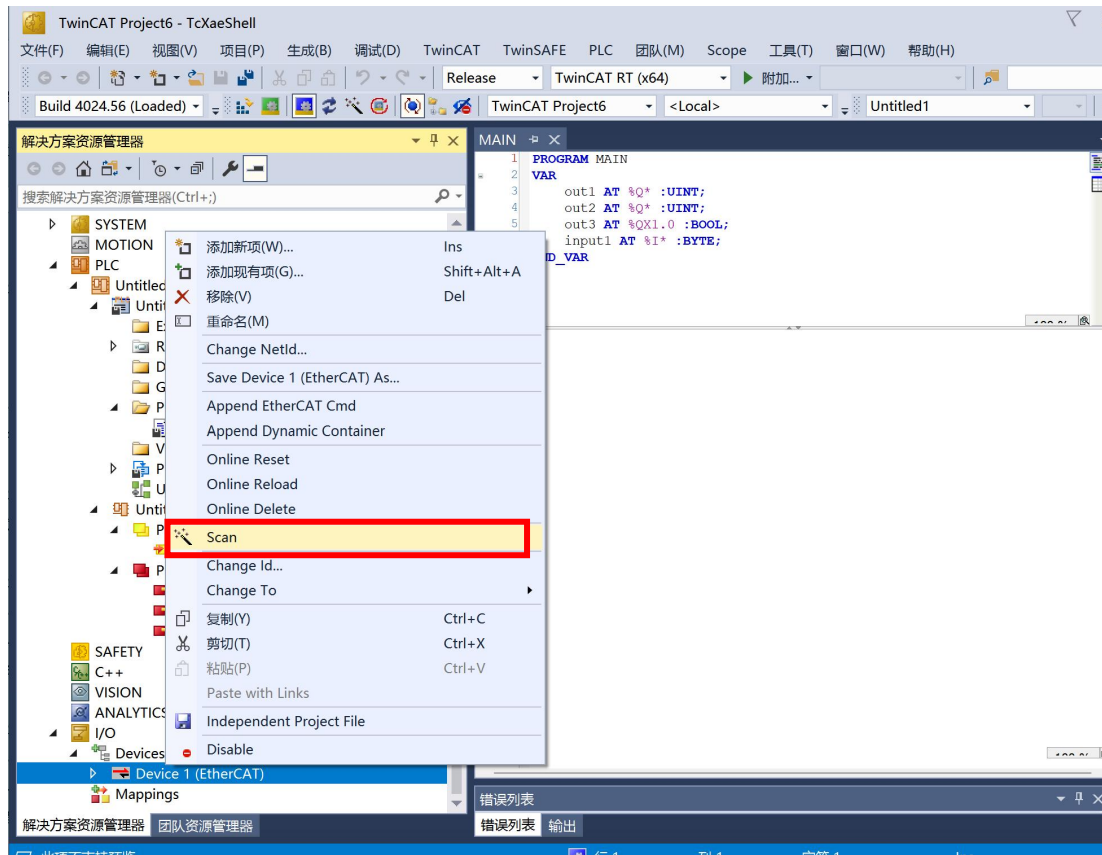 TwinCAT Project6 - TcXaeShell
文件(F) 编辑(E) 视图(V) 项目(P) 生成(B) 调试(D) TwinCAT TwinSAFE PLC 团队(M) Scope 工具(T) 窗口(W) 帮助(H)
Release TwinCAT RT (x64) 附加...
Build 4024.56 (Loaded) TwinCAT Project6 <Local> Untitled1
解决方案资源管理器
搜索解决方案资源管理器(Ctrl+;)
SYSTEM
MOTION
PLC
Untitled
Unti
E
R
D
G
P
V
P
U
Unti
P
P
SAFETY
C++
VISION
ANALYTICS
I/O
Devices
Device 1 (EtherCAT)
Mappings
解决方案资源管理器 团队资源管理器
添加新项(W)... Ins
添加现有项(G)... Shift+Alt+A
移除(V) Del
重命名(M)
Change NetId...
Save Device 1 (EtherCAT) As...
Append EtherCAT Cmd
Append Dynamic Container
Online Reset
Online Reload
Online Delete
Scan
Change Id...
Change To
复制(Y) Ctrl+C
剪切(T) Ctrl+X
粘贴(P) Ctrl+V
Paste with Links
Independent Project File
Disable
MAIN
1 PROGRAM MAIN
2 VAR
3 out1 AT %Q* :UINT;
4 out2 AT %Q* :UINT;
5 out3 AT %QX1.0 :BOOL;
input1 AT %I* :BYTE;
D_VAR
错误列表
错误列表 输出